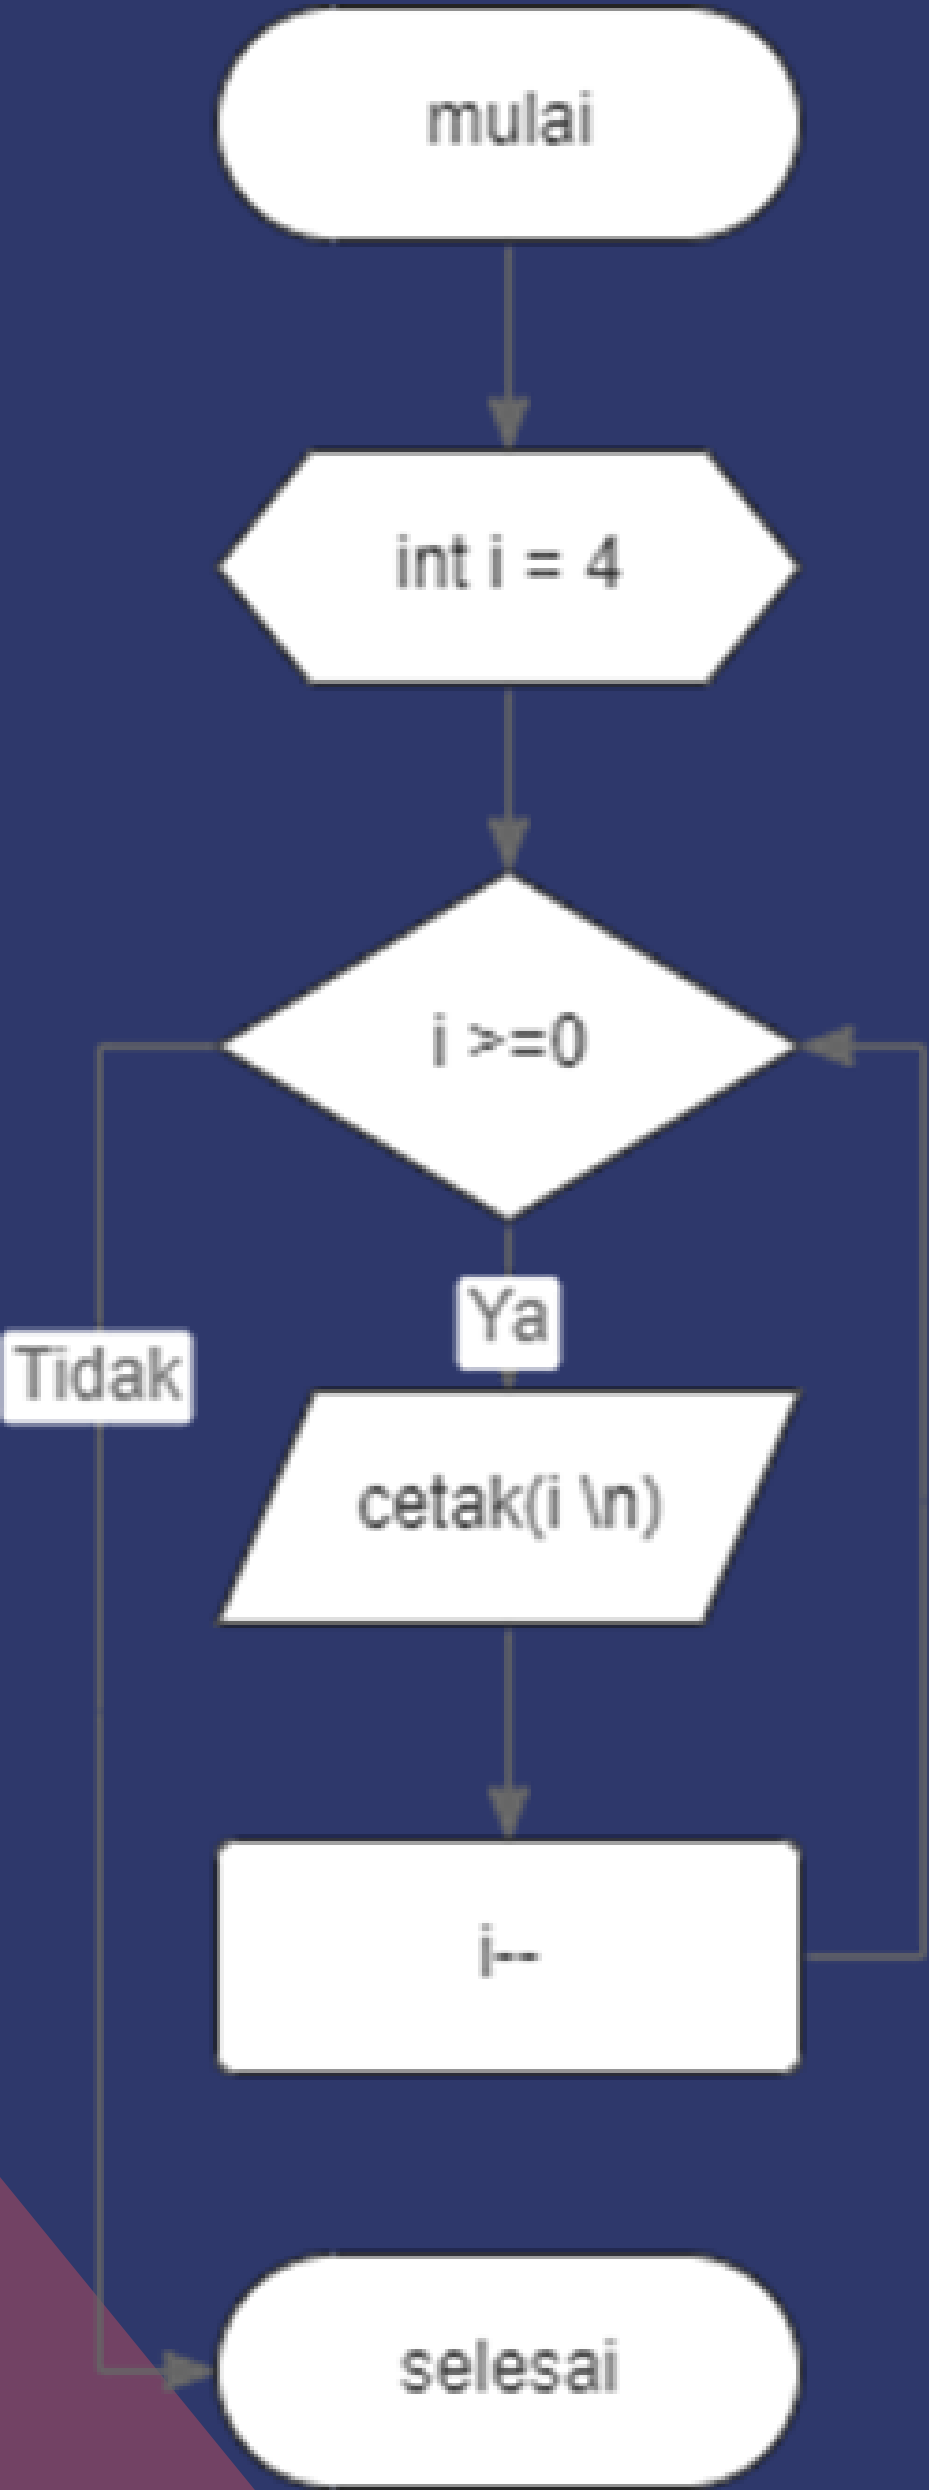 mulai
int i = 4
i >=0
Ya
Tidak
cetak(i \n)
i--
selesai